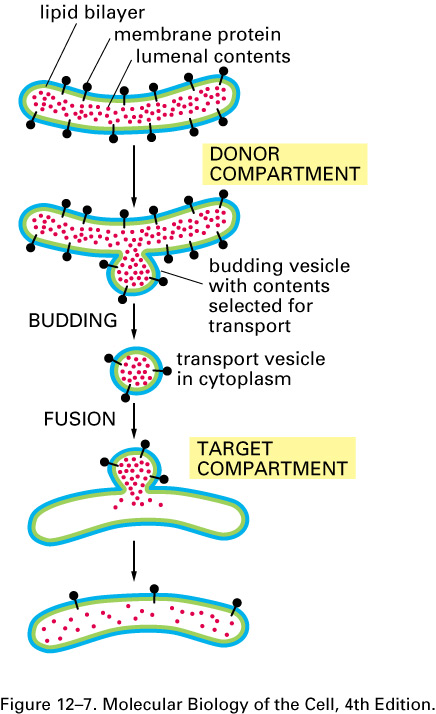 lipid bilayer
membrane protein
lumenal contents
DONOR
COMPARTMENT
budding vesicle
with contents
selected for
transport
BUDDING
transport vesicle
in cytoplasm
FUSION
TARGET
COMPARTMENT
Figure 12–7. Molecular Biology of the Cell, 4th Edition.